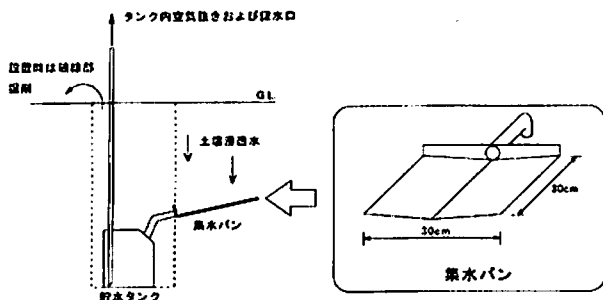 タンク内空気抜きおよび採水口
設置時は破線部
掘削
G.L.
土壌浸透水
集水パン
貯水タンク
30cm
30cm
集水パン